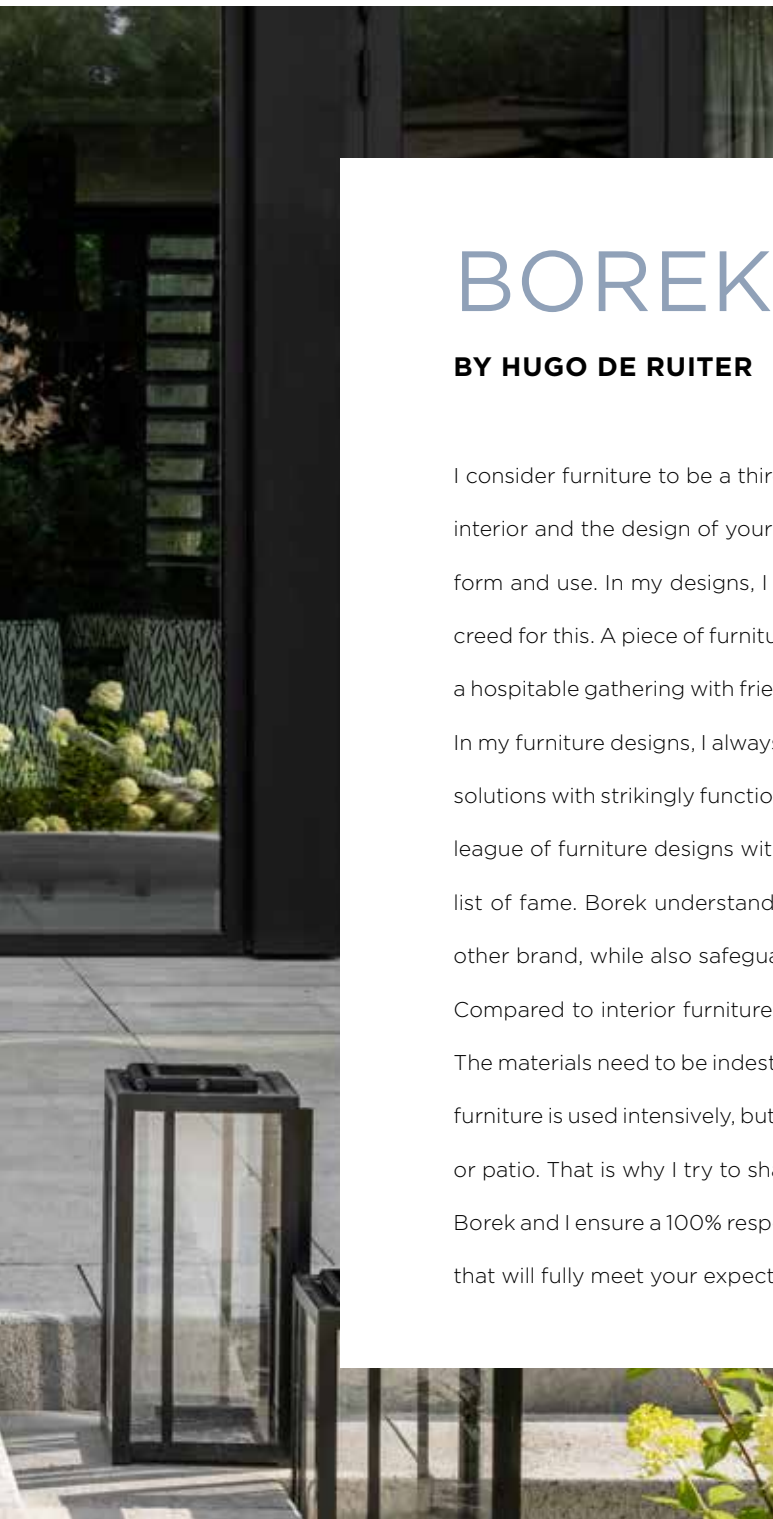 BOREK
BY HUGO DE RUITER
I consider furniture to be a thir
interior and the design of your
form and use. In my designs, I
creed for this. A piece of furnitu
a hospitable gathering with frie
In my furniture designs, I always
solutions with strikingly functio
league of furniture designs wit
list of fame. Borek understand
other brand, while also safegua
Compared to interior furniture
The materials need to be indest
furniture is used intensively, but
or patio. That is why I try to sha
Borek and I ensure a 100% resp
that will fully meet your expect